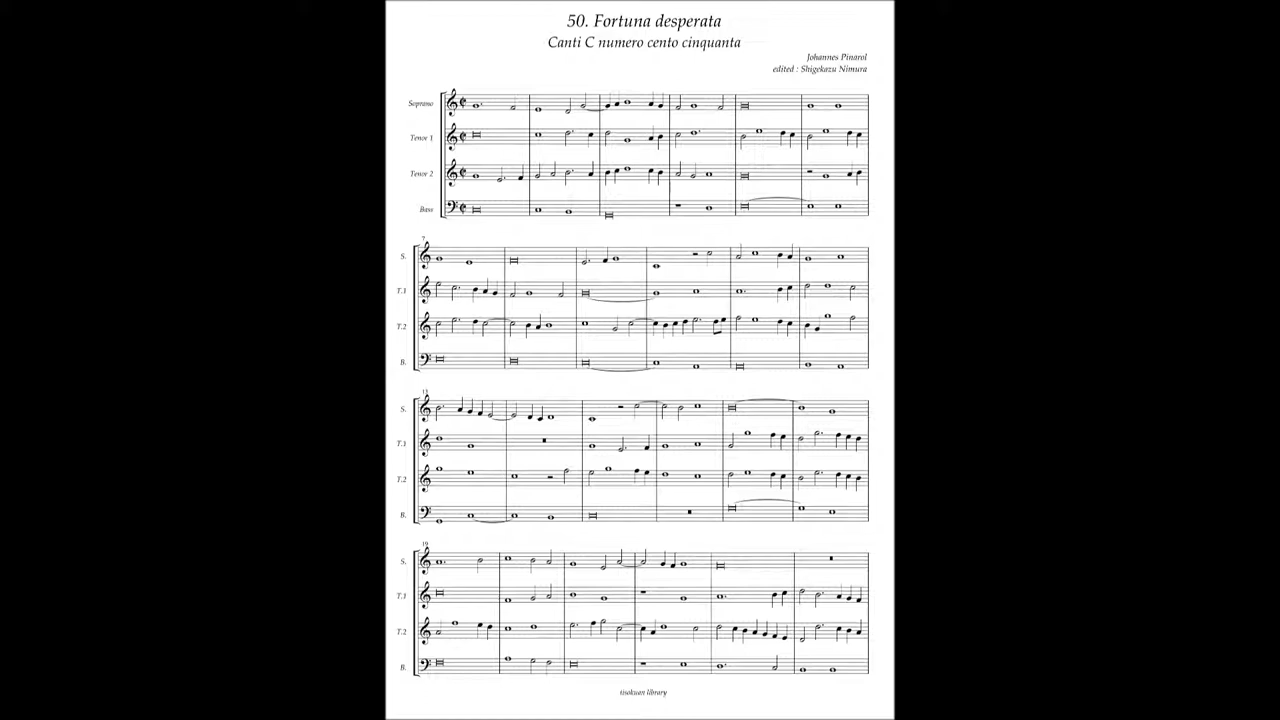 50. Fortuna desperata
Canti C numero cento cinquanta
Johannes Pinarol
edited : Shigekazu Nimura
Soprano
Tenor 1
Tenor 2
Bass
7
S.
T.1
T.2
B.
13
S.
T.1
T.2
B.
19
S.
T.1
T.2
B.
tisokuan library